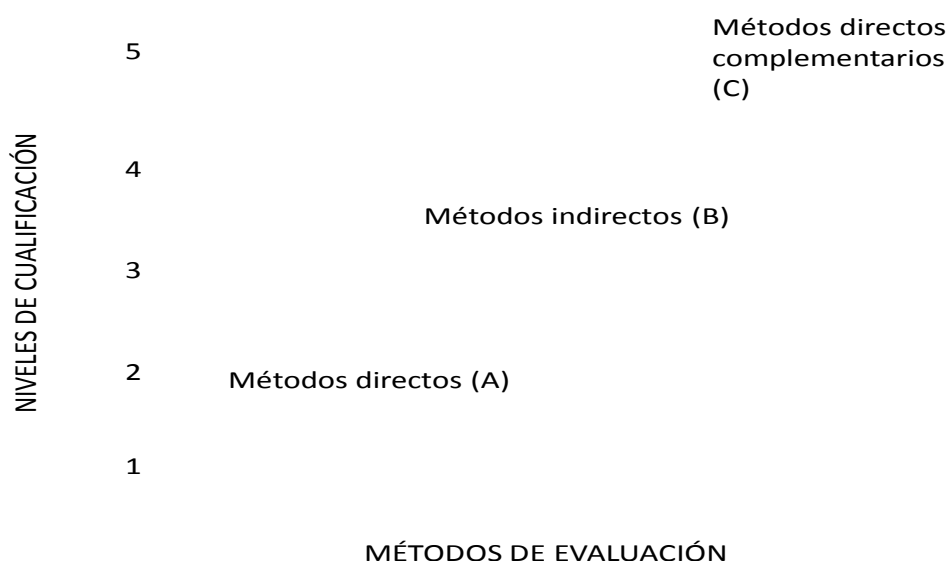 Métodos directos
complementarios
(C)
5
4
Métodos indirectos (B)
3
2
Métodos directos (A)
1
NIVELES DE CUALIFICACIÓN
MÉTODOS DE EVALUACIÓN